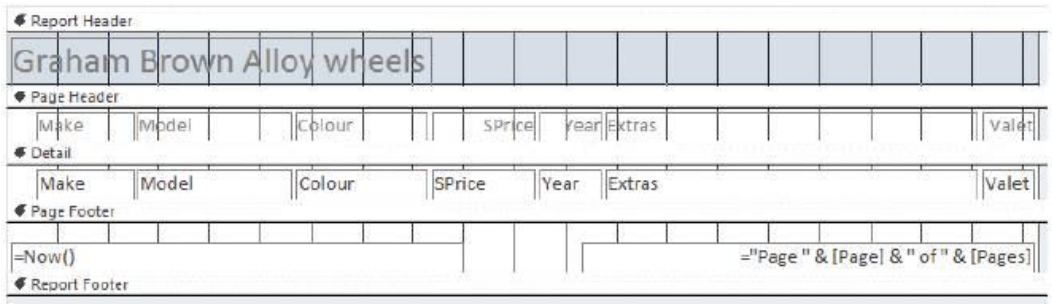 Report Header
Graham Brown Alloy wheels
Page Header
Make Model Colour SPrice Year Extras Valet
Detail
Make Model Colour SPrice Year Extras Valet
Page Footer
=Now() ="Page " & [Page] & " of " & [Pages]
Report Footer